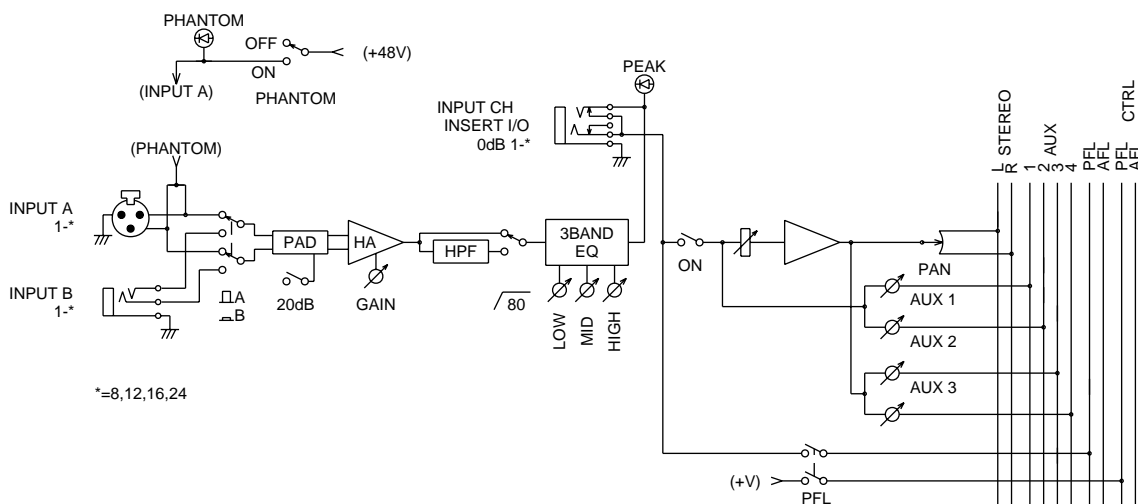 PHANTOM
OFF
(+48V)
ON
(INPUT A)
PHANTOM
PEAK
INPUT CH
INSERT I/O
0dB 1-*
(PHANTOM)
INPUT A
1-*
PAD
HA
HPF
3BAND
EQ
ON
PAN
INPUT B
1-*
A
B
20dB
GAIN
80
LOW
MID
HIGH
AUX 1
AUX 2
AUX 3
*=8,12,16,24
(+V)
PFL
L
R
STEREO
1
2
3
4
AUX
PFL
AFL
PFL
AFL
CTRL